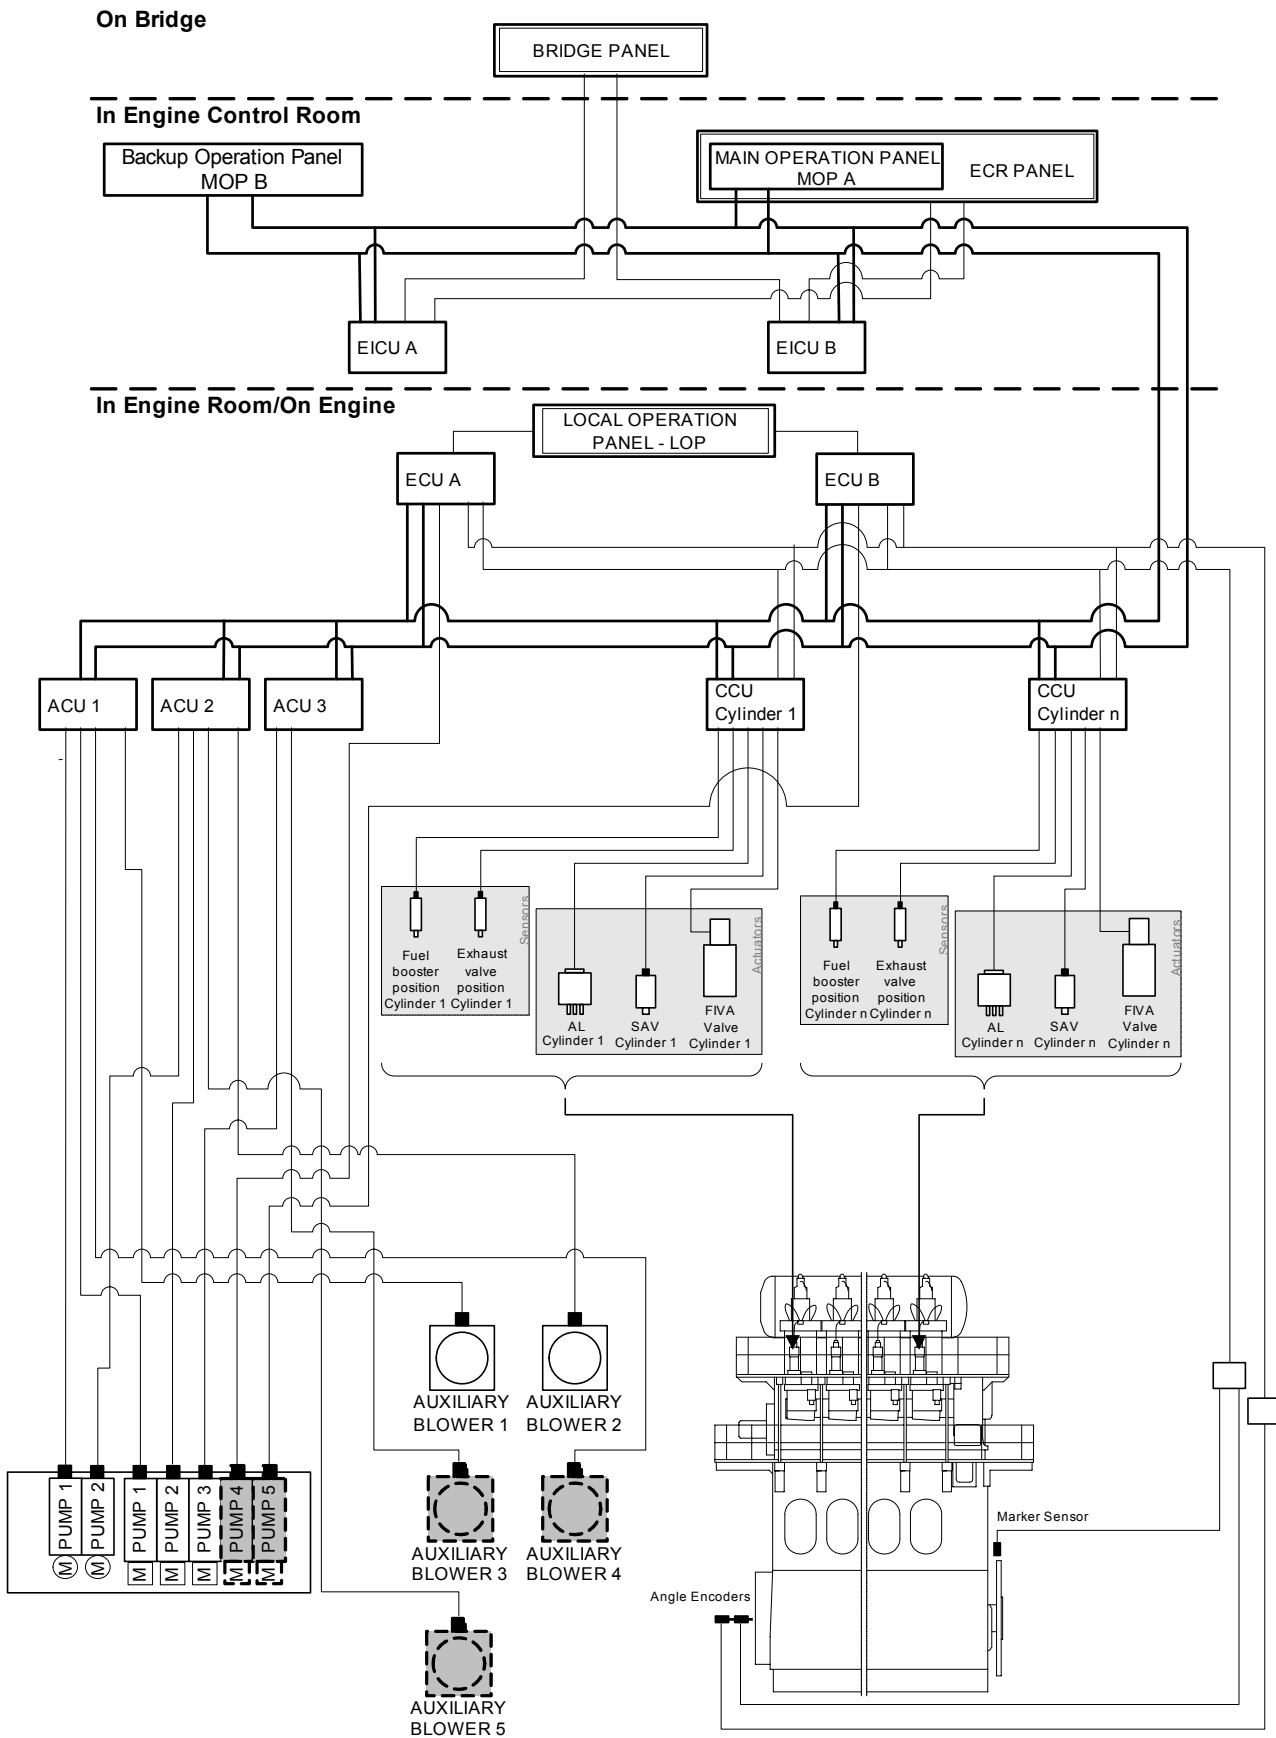 On Bridge
BRIDGE PANEL
In Engine Control Room
Backup Operation Panel
MOP B
MAIN OPERATION PANEL
MOP A
ECR PANEL
EICU A
EICU B
In Engine Room/On Engine
LOCAL OPERATION
PANEL - LOP
ECU A
ECU B
ACU 1
ACU 2
ACU 3
CCU
Cylinder 1
CCU
Cylinder n
Sensors
Fuel
booster
position
Cylinder 1
Exhaust
valve
position
Cylinder 1
Actuators
AL
Cylinder 1
SAV
Cylinder 1
FIVA
Valve
Cylinder 1
Sensors
Fuel
booster
position
Cylinder n
Exhaust
valve
position
Cylinder n
Actuators
AL
Cylinder n
SAV
Cylinder n
FIVA
Valve
Cylinder n
AUXILIARY
BLOWER 1
AUXILIARY
BLOWER 2
M PUMP 1
M PUMP 2
M PUMP 1
M PUMP 2
M PUMP 3
M PUMP 4
M PUMP 5
AUXILIARY
BLOWER 3
AUXILIARY
BLOWER 4
Marker Sensor
Angle Encoders
AUXILIARY
BLOWER 5